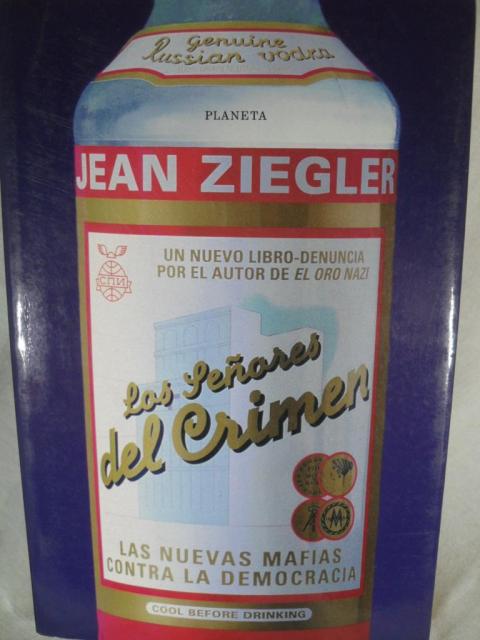 genuine
Russian vodka
PLANETA
JEAN ZIEGLER
UN NUEVO LIBRO-DENUNCIA
POR EL AUTOR DE EL ORO NAZI
СПИ
Los Señores
del Crimen
LAS NUEVAS MAFIAS
CONTRA LA DEMOCRACIA
COOL BEFORE DRINKING